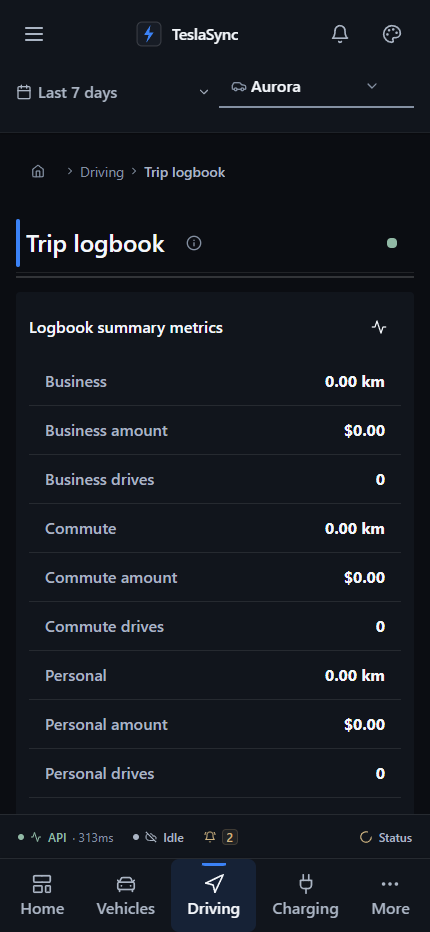 TeslaSync
Last 7 days
Aurora
Driving
Trip logbook
Trip logbook
Logbook summary metrics
Business 0.00 km
Business amount $0.00
Business drives 0
Commute 0.00 km
Commute amount $0.00
Commute drives 0
Personal 0.00 km
Personal amount $0.00
Personal drives 0
API · 313ms Idle 2 Status
Home Vehicles Driving Charging More